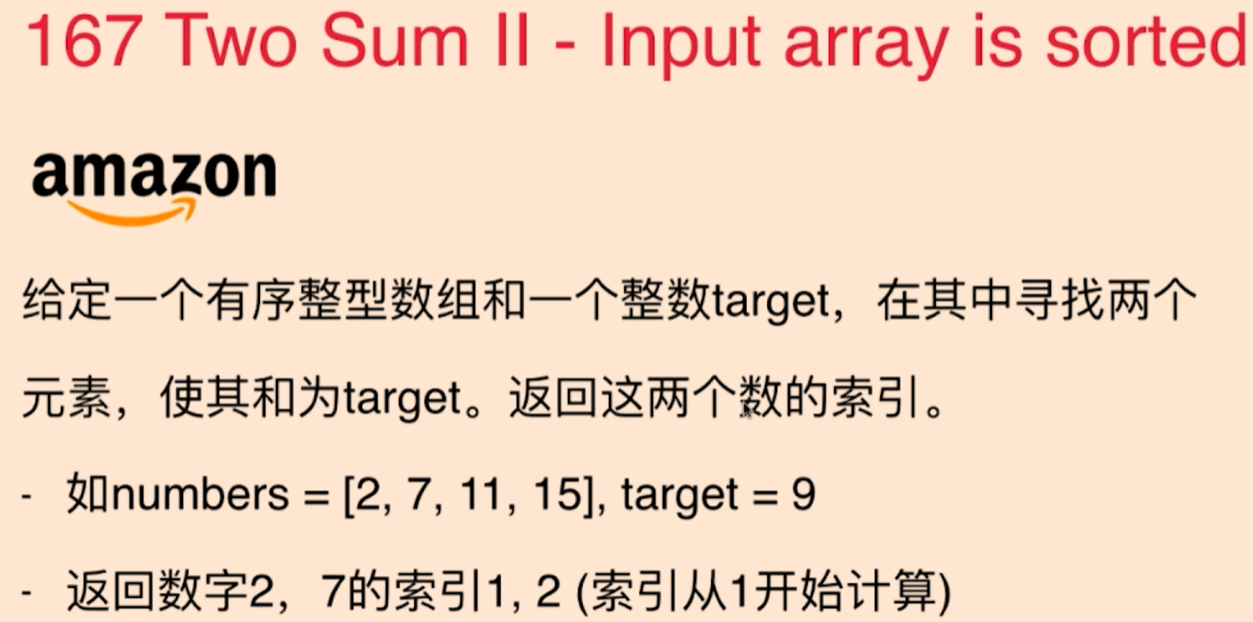 167 Two Sum II - Input array is sorted
amazon
给定一个有序整型数组和一个整数target，在其中寻找两个
元素，使其和为target。返回这两个数的索引。
- 如numbers = [2, 7, 11, 15], target = 9
- 返回数字2，7的索引1, 2 (索引从1开始计算)